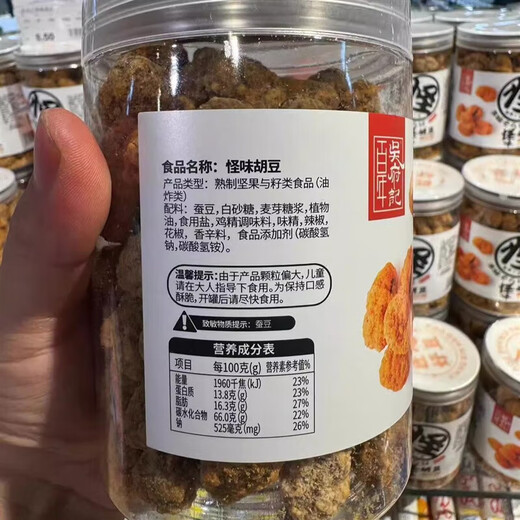 8.50
食品名称：怪味胡豆
产品类型：熟制坚果与籽类食品（油
炸类）
配料：蚕豆，白砂糖，麦芽糖浆，植物
油，食用盐，鸡精调味料，味精，辣椒，
花椒，香辛料，食品添加剂(碳酸氢
钠，碳酸氢铵）
温馨提示：由于产品颗粒偏大，儿童
请在大人指导下食用。为保持口感
酥脆，开罐后请尽快食用。
致敏物质提示：蚕豆
营养成分表
项目 每100克(g) 营养素参考值%
能量 1960千焦(kJ) 23%
蛋白质 13.8克(g) 23%
脂肪 16.3克(g) 27%
碳水化合物 66.0克(g) 22%
钠 525毫克(mg) 26%
吴府记
百年
怪
怪
怪